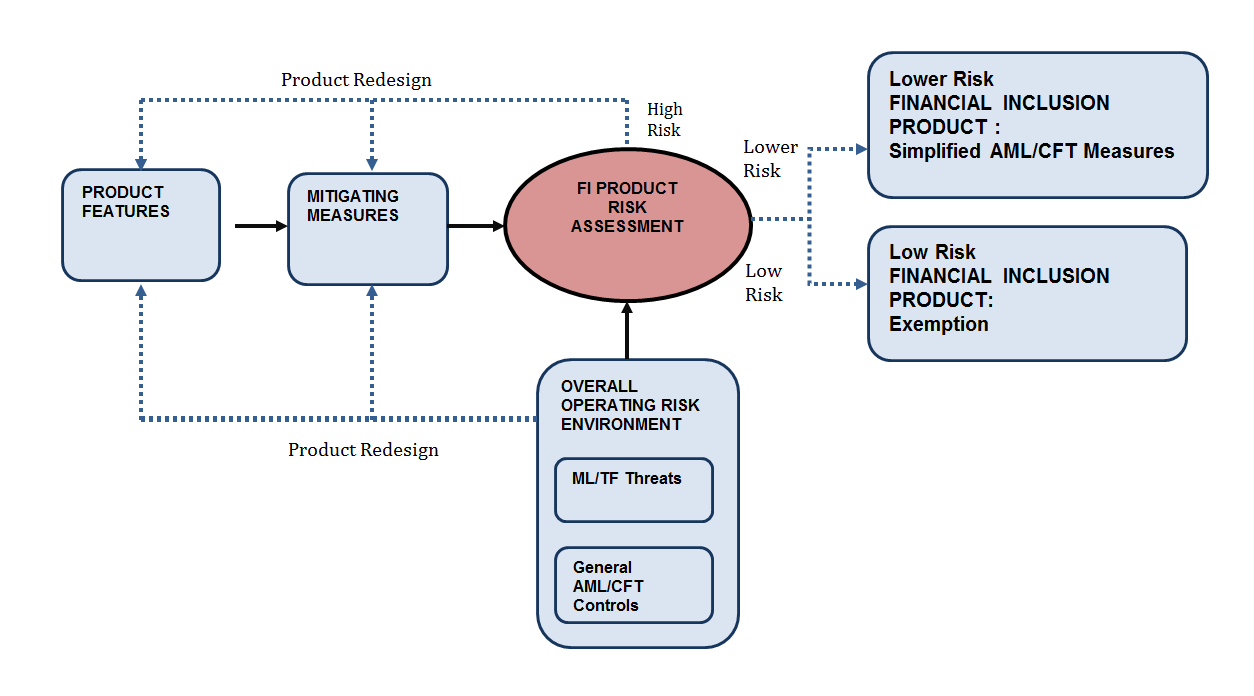 Product Redesign
High
Risk
Lower
Risk
Lower Risk
FINANCIAL INCLUSION
PRODUCT :
Simplified AML/CFT Measures
PRODUCT
FEATURES
MITIGATING
MEASURES
FI PRODUCT
RISK
ASSESSMENT
Low
Risk
Low Risk
FINANCIAL INCLUSION
PRODUCT:
Exemption
OVERALL
OPERATING RISK
ENVIRONMENT
Product Redesign
ML/TF Threats
General
AML/CFT
Controls